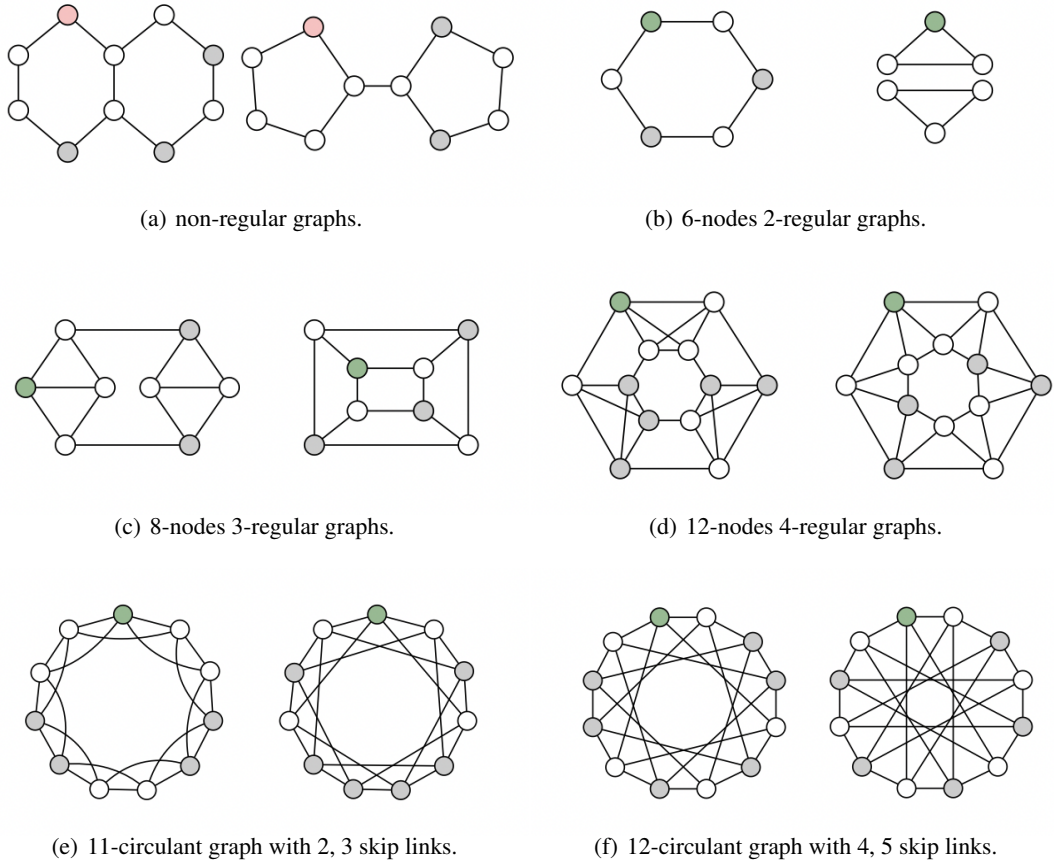 (a) non-regular graphs.
(b) 6-nodes 2-regular graphs.
(c) 8-nodes 3-regular graphs.
(d) 12-nodes 4-regular graphs.
(e) 11-circulant graph with 2, 3 skip links.
(f) 12-circulant graph with 4, 5 skip links.